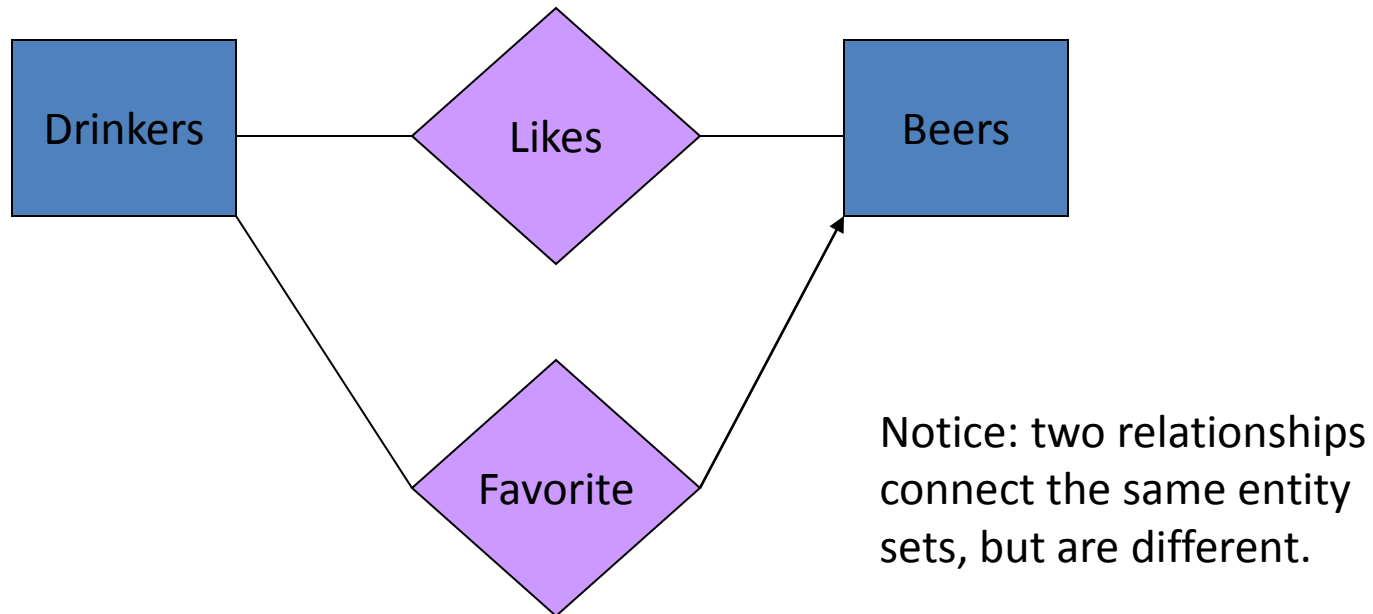 Drinkers
Likes
Beers
Favorite
Notice: two relationships
connect the same entity
sets, but are different.